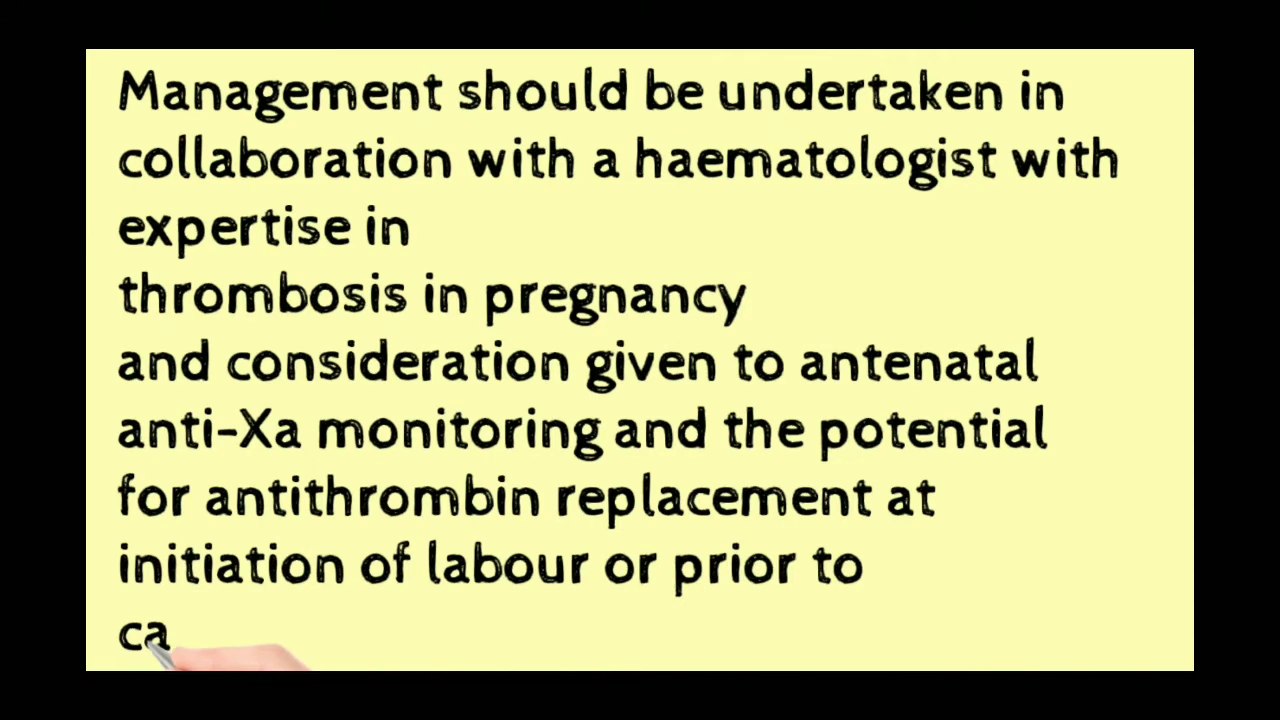 Management should be undertaken in
collaboration with a haematologist with
expertise in
thrombosis in pregnancy
and consideration given to antenatal
anti-Xa monitoring and the potential
for antithrombin replacement at
initiation of labour or prior to
ca